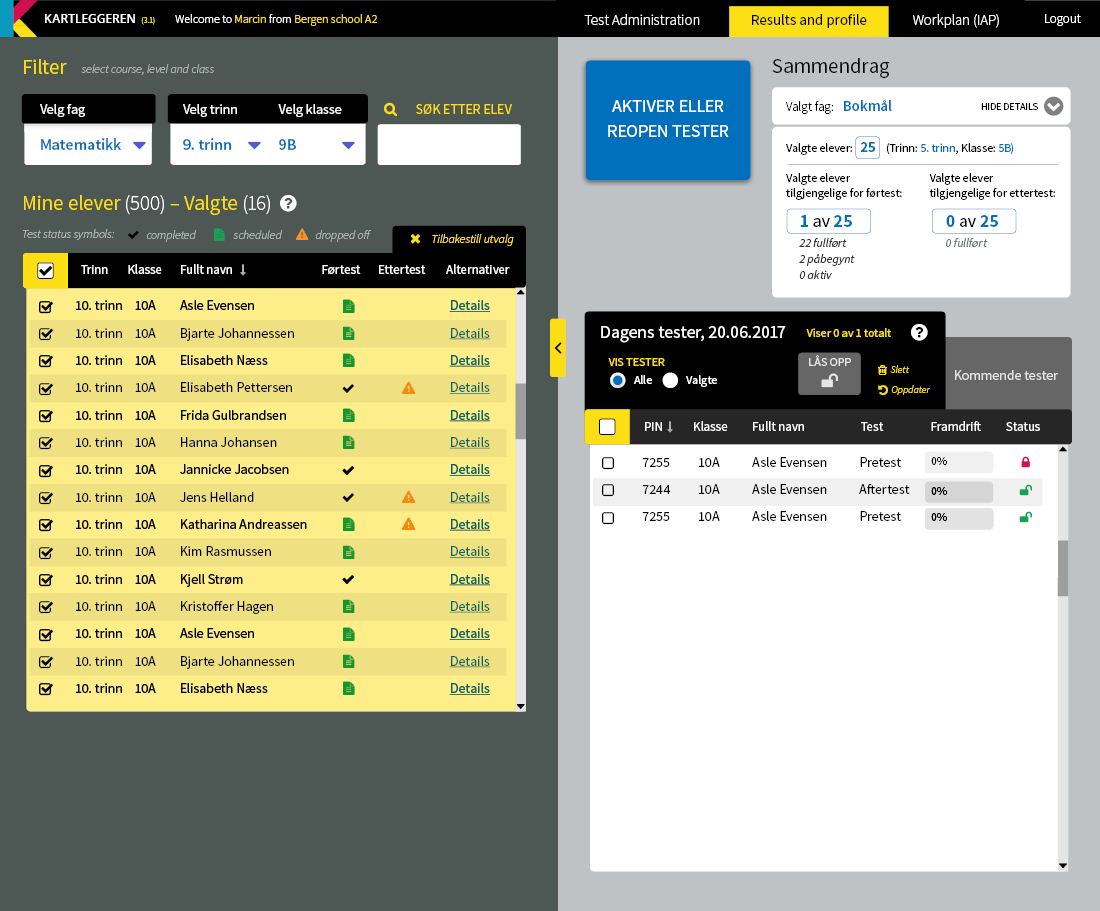 KARTLEGGEREN (3.1) Welcome to Marcin from Bergen school A2
Test Administration Results and profile Workplan (IAP) Logout
Filter select course, level and class
Velg fag Velg trinn Velg klasse SØK ETTER ELEV
Matematikk 9. trinn 9B
Mine elever (500) – Valgte (16) ?
Test status symbols: completed scheduled dropped off
Tilbakestill utvalg
Trinn Klasse Fullt navn ↓ Førtest Ettertest Alternativer
10. trinn 10A Asle Evensen Details
10. trinn 10A Bjarte Johannessen Details
10. trinn 10A Elisabeth Næss Details
10. trinn 10A Elisabeth Pettersen Details
10. trinn 10A Frida Gulbrandsen Details
10. trinn 10A Hanna Johansen Details
10. trinn 10A Jannicke Jacobsen Details
10. trinn 10A Jens Helland Details
10. trinn 10A Katharina Andreassen Details
10. trinn 10A Kim Rasmussen Details
10. trinn 10A Kjell Strøm Details
10. trinn 10A Kristoffer Hagen Details
10. trinn 10A Asle Evensen Details
10. trinn 10A Bjarte Johannessen Details
10. trinn 10A Elisabeth Næss Details
AKTIVER ELLER
REOPEN TESTER
Sammendrag
Valgt fag: Bokmål HIDE DETAILS
Valgte elever: 25 (Trinn: 5. trinn, Klasse: 5B)
Valgte elever
tilgjengelige for førtest:
1 av 25
22 fullført
2 påbegynt
0 aktiv
Valgte elever
tilgjengelige for ettertest:
0 av 25
0 fullført
Dagens tester, 20.06.2017 Viser 0 av 1 totalt ?
VIS TESTER
Alle Valgte
LÅS OPP
Slett
Oppdater
Kommende tester
PIN ↓ Klasse Fullt navn Test Framdrift Status
7255 10A Asle Evensen Pretest 0%
7244 10A Asle Evensen Aftertest 0%
7255 10A Asle Evensen Pretest 0%